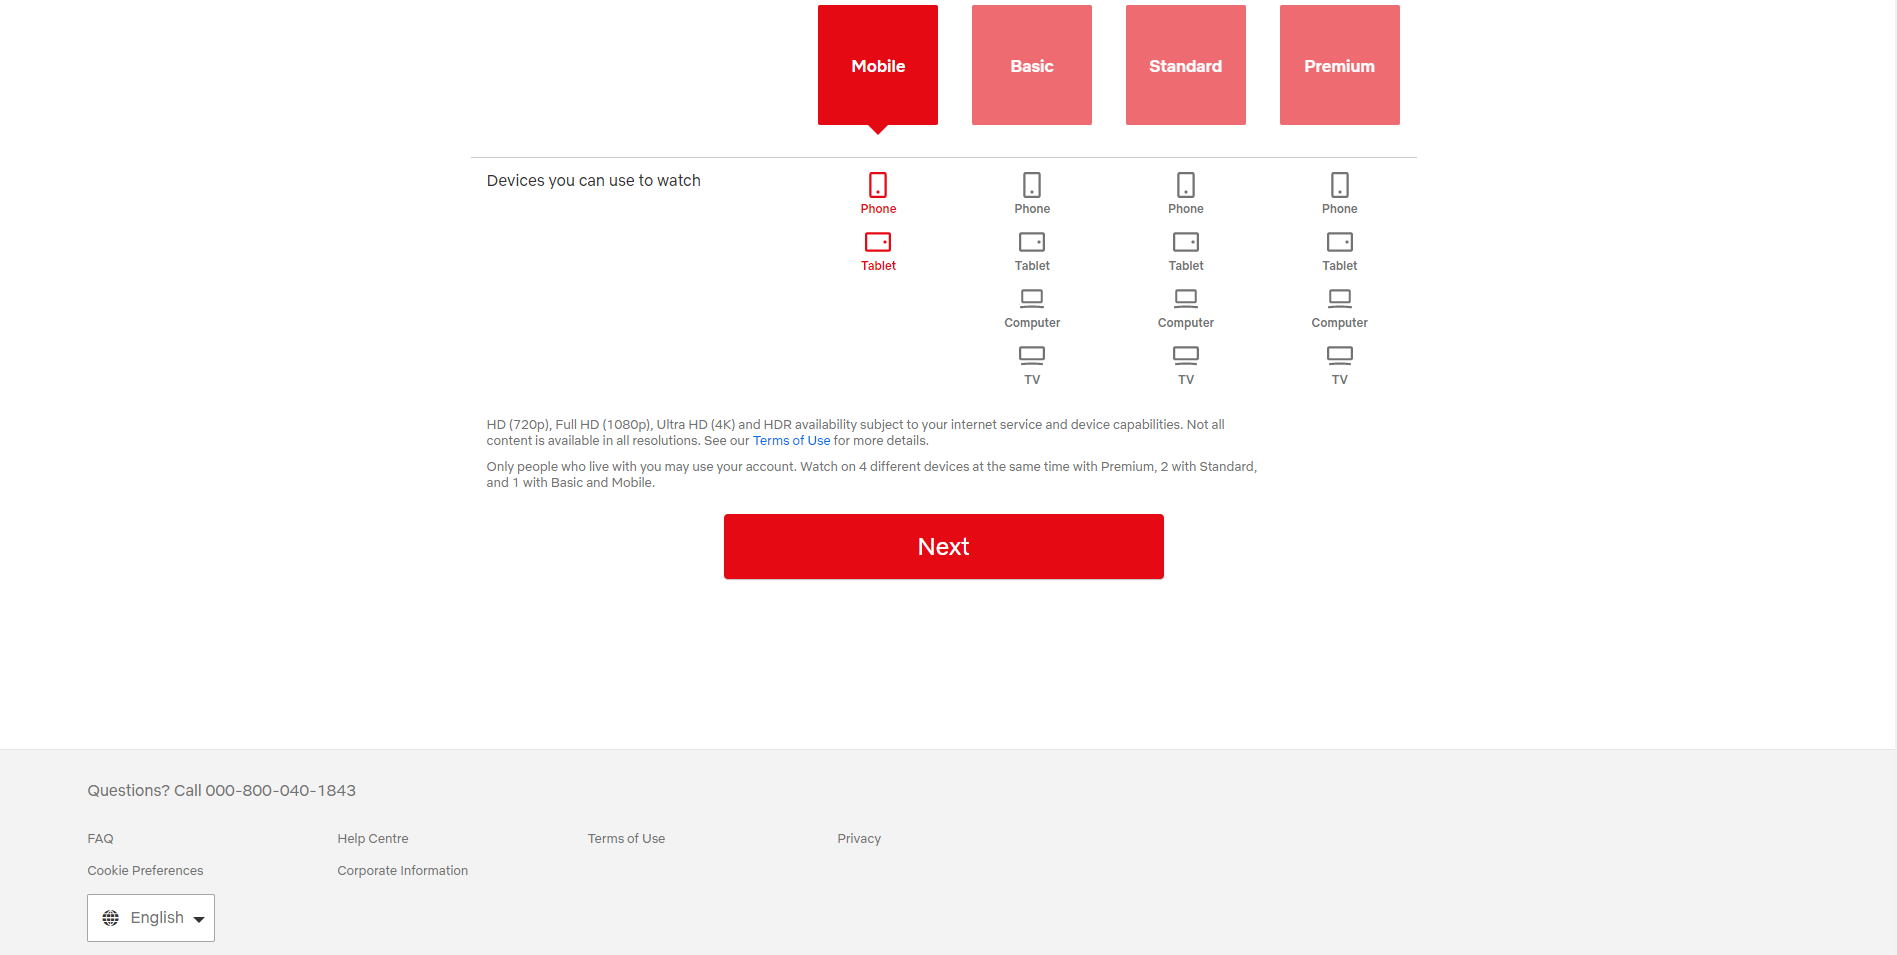 Mobile Basic Standard Premium
Devices you can use to watch
Phone Phone Phone Phone
Tablet Tablet Tablet Tablet
Computer Computer Computer
TV TV TV
HD (720p), Full HD (1080p), Ultra HD (4K) and HDR availability subject to your internet service and device capabilities. Not all
content is available in all resolutions. See our Terms of Use for more details.
Only people who live with you may use your account. Watch on 4 different devices at the same time with Premium, 2 with Standard,
and 1 with Basic and Mobile.
Next
Questions? Call 000-800-040-1843
FAQ Help Centre Terms of Use Privacy
Cookie Preferences Corporate Information
English